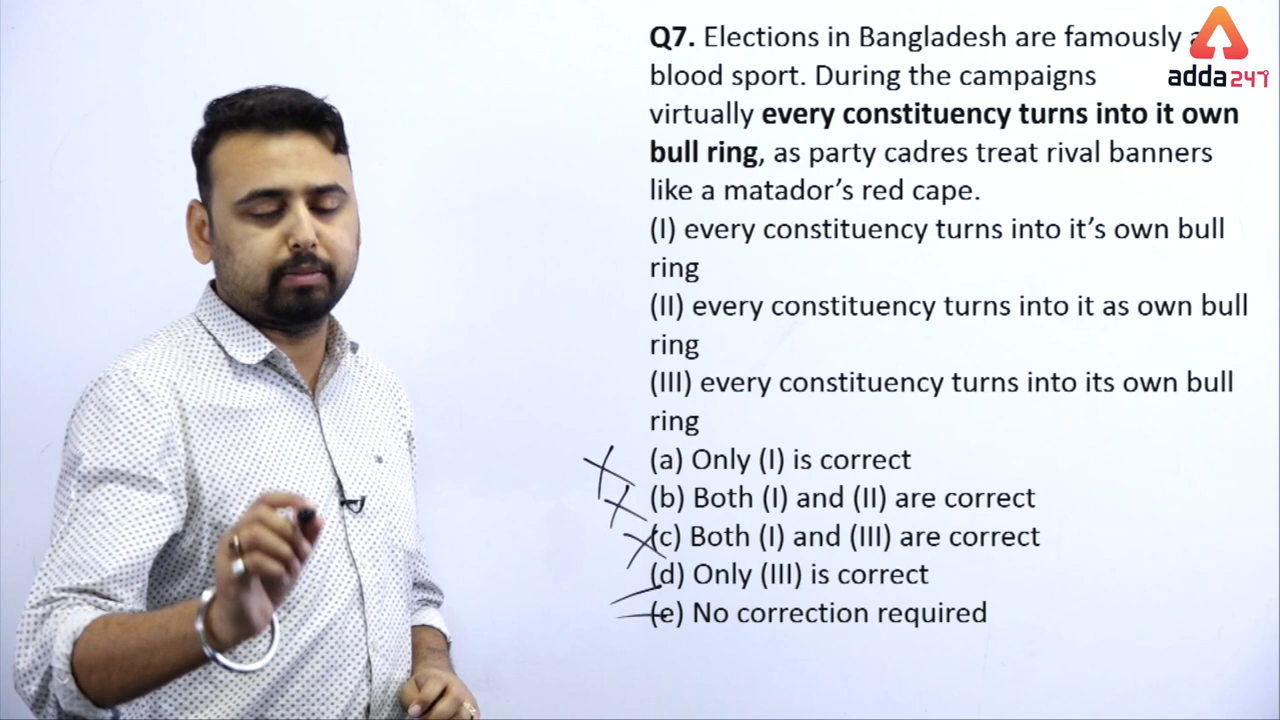 Q7. Elections in Bangladesh are famously a
blood sport. During the campaigns
virtually every constituency turns into it own
bull ring, as party cadres treat rival banners
like a matador's red cape.
(I) every constituency turns into it's own bull
ring
(II) every constituency turns into it as own bull
ring
(III) every constituency turns into its own bull
ring
(a) Only (I) is correct
(b) Both (I) and (II) are correct
(c) Both (I) and (III) are correct
(d) Only (III) is correct
(e) No correction required
adda247